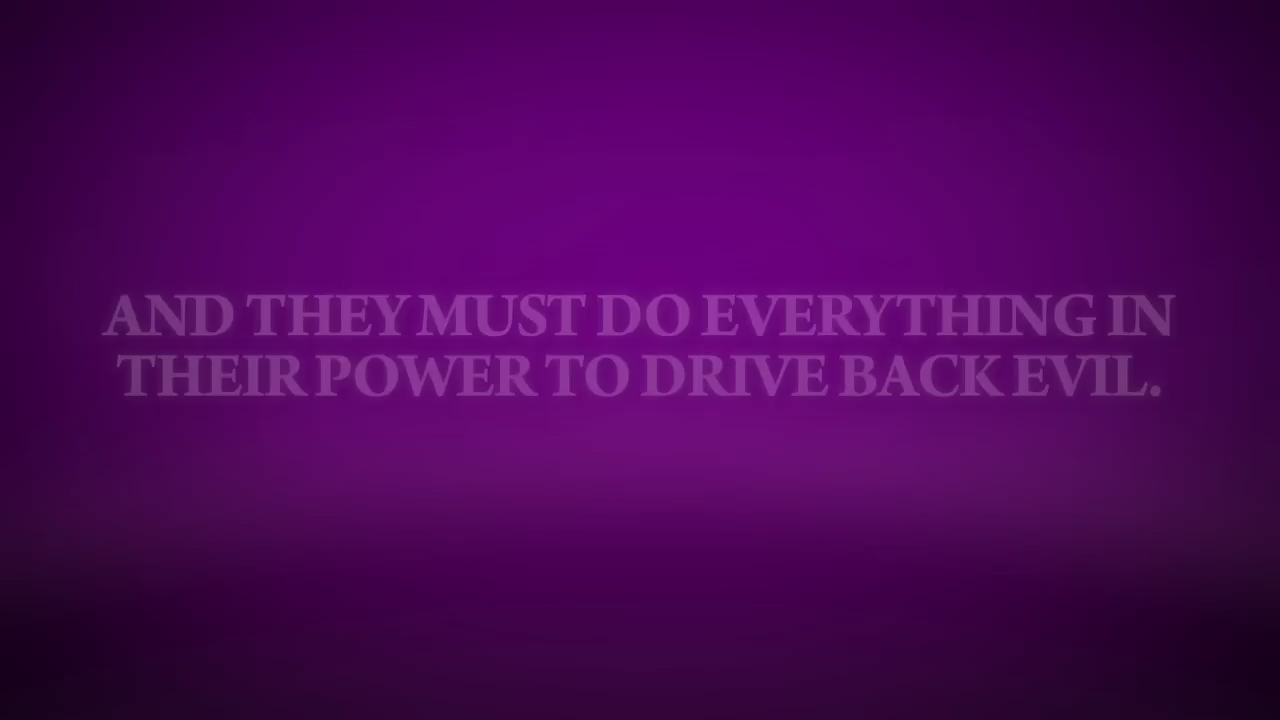 AND THEY MUST DO EVERYTHING IN
THEIR POWER TO DRIVE BACK EVIL.